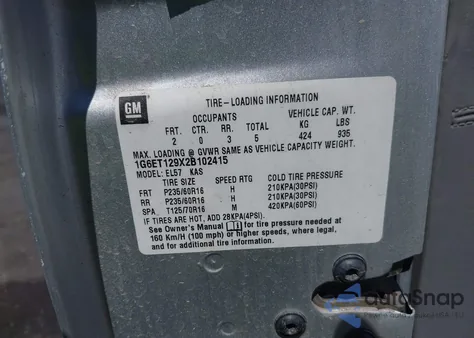 GM
TIRE-LOADING INFORMATION
OCCUPANTS VEHICLE CAP. WT.
FRT. CTR. RR. TOTAL KG LBS
2 0 3 5 424 935
MAX. LOADING @ GVWR SAME AS VEHICLE CAPACITY WEIGHT.
1G6ET129X2B102415
MODEL: EL57 KAS
TIRE SIZE SPEED RTG COLD TIRE PRESSURE
FRT P235/60R16 H 210KPA(30PSI)
RR P235/60R16 H 210KPA(30PSI)
SPA T125/70R16 M 420KPA(60PSI)
IF TIRES ARE HOT, ADD 28KPA(4PSI)
See Owner's Manual for tire pressure needed at
160 Km/H (100 mph) or higher speeds, where legal,
and for additional information.
autoSnap